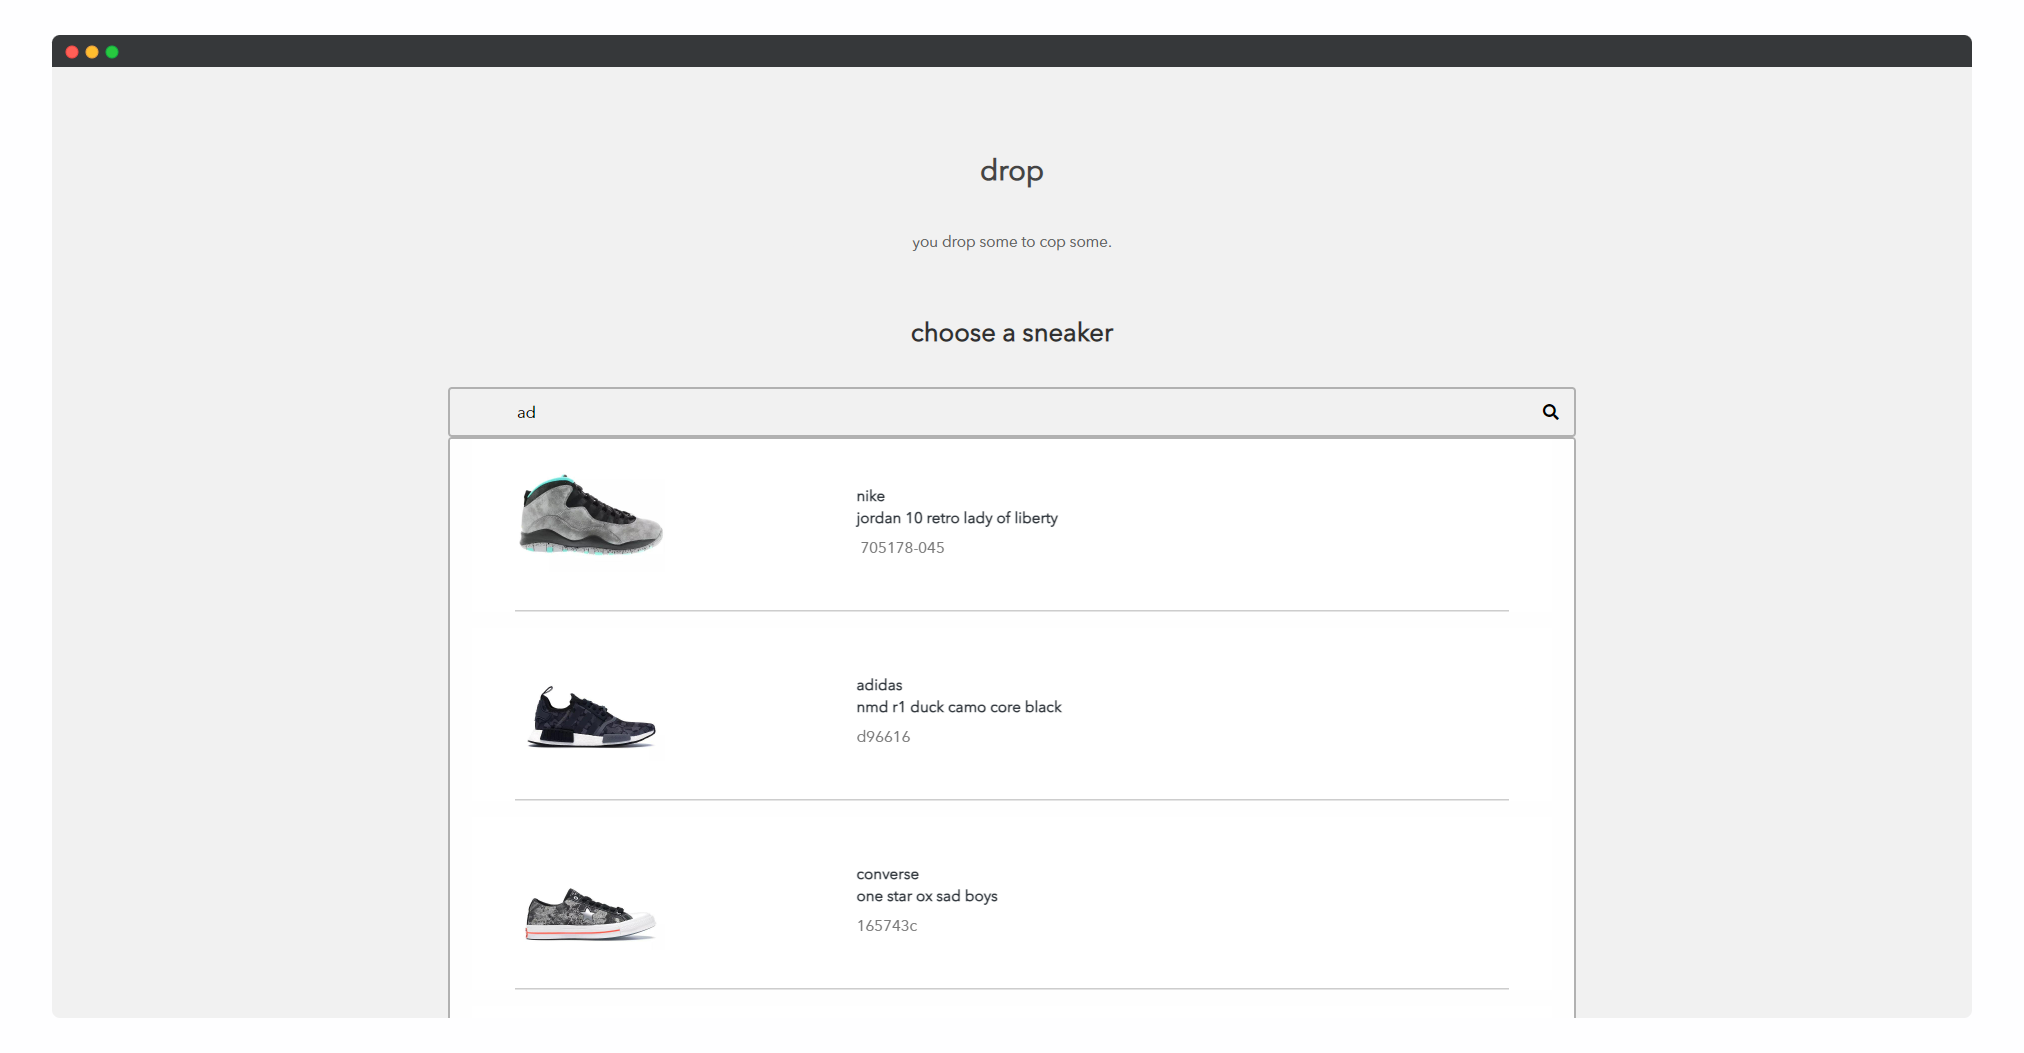 drop
you drop some to cop some.
choose a sneaker
ad
nike
jordan 10 retro lady of liberty
705178-045
adidas
nmd r1 duck camo core black
d96616
converse
one star ox sad boys
165743c